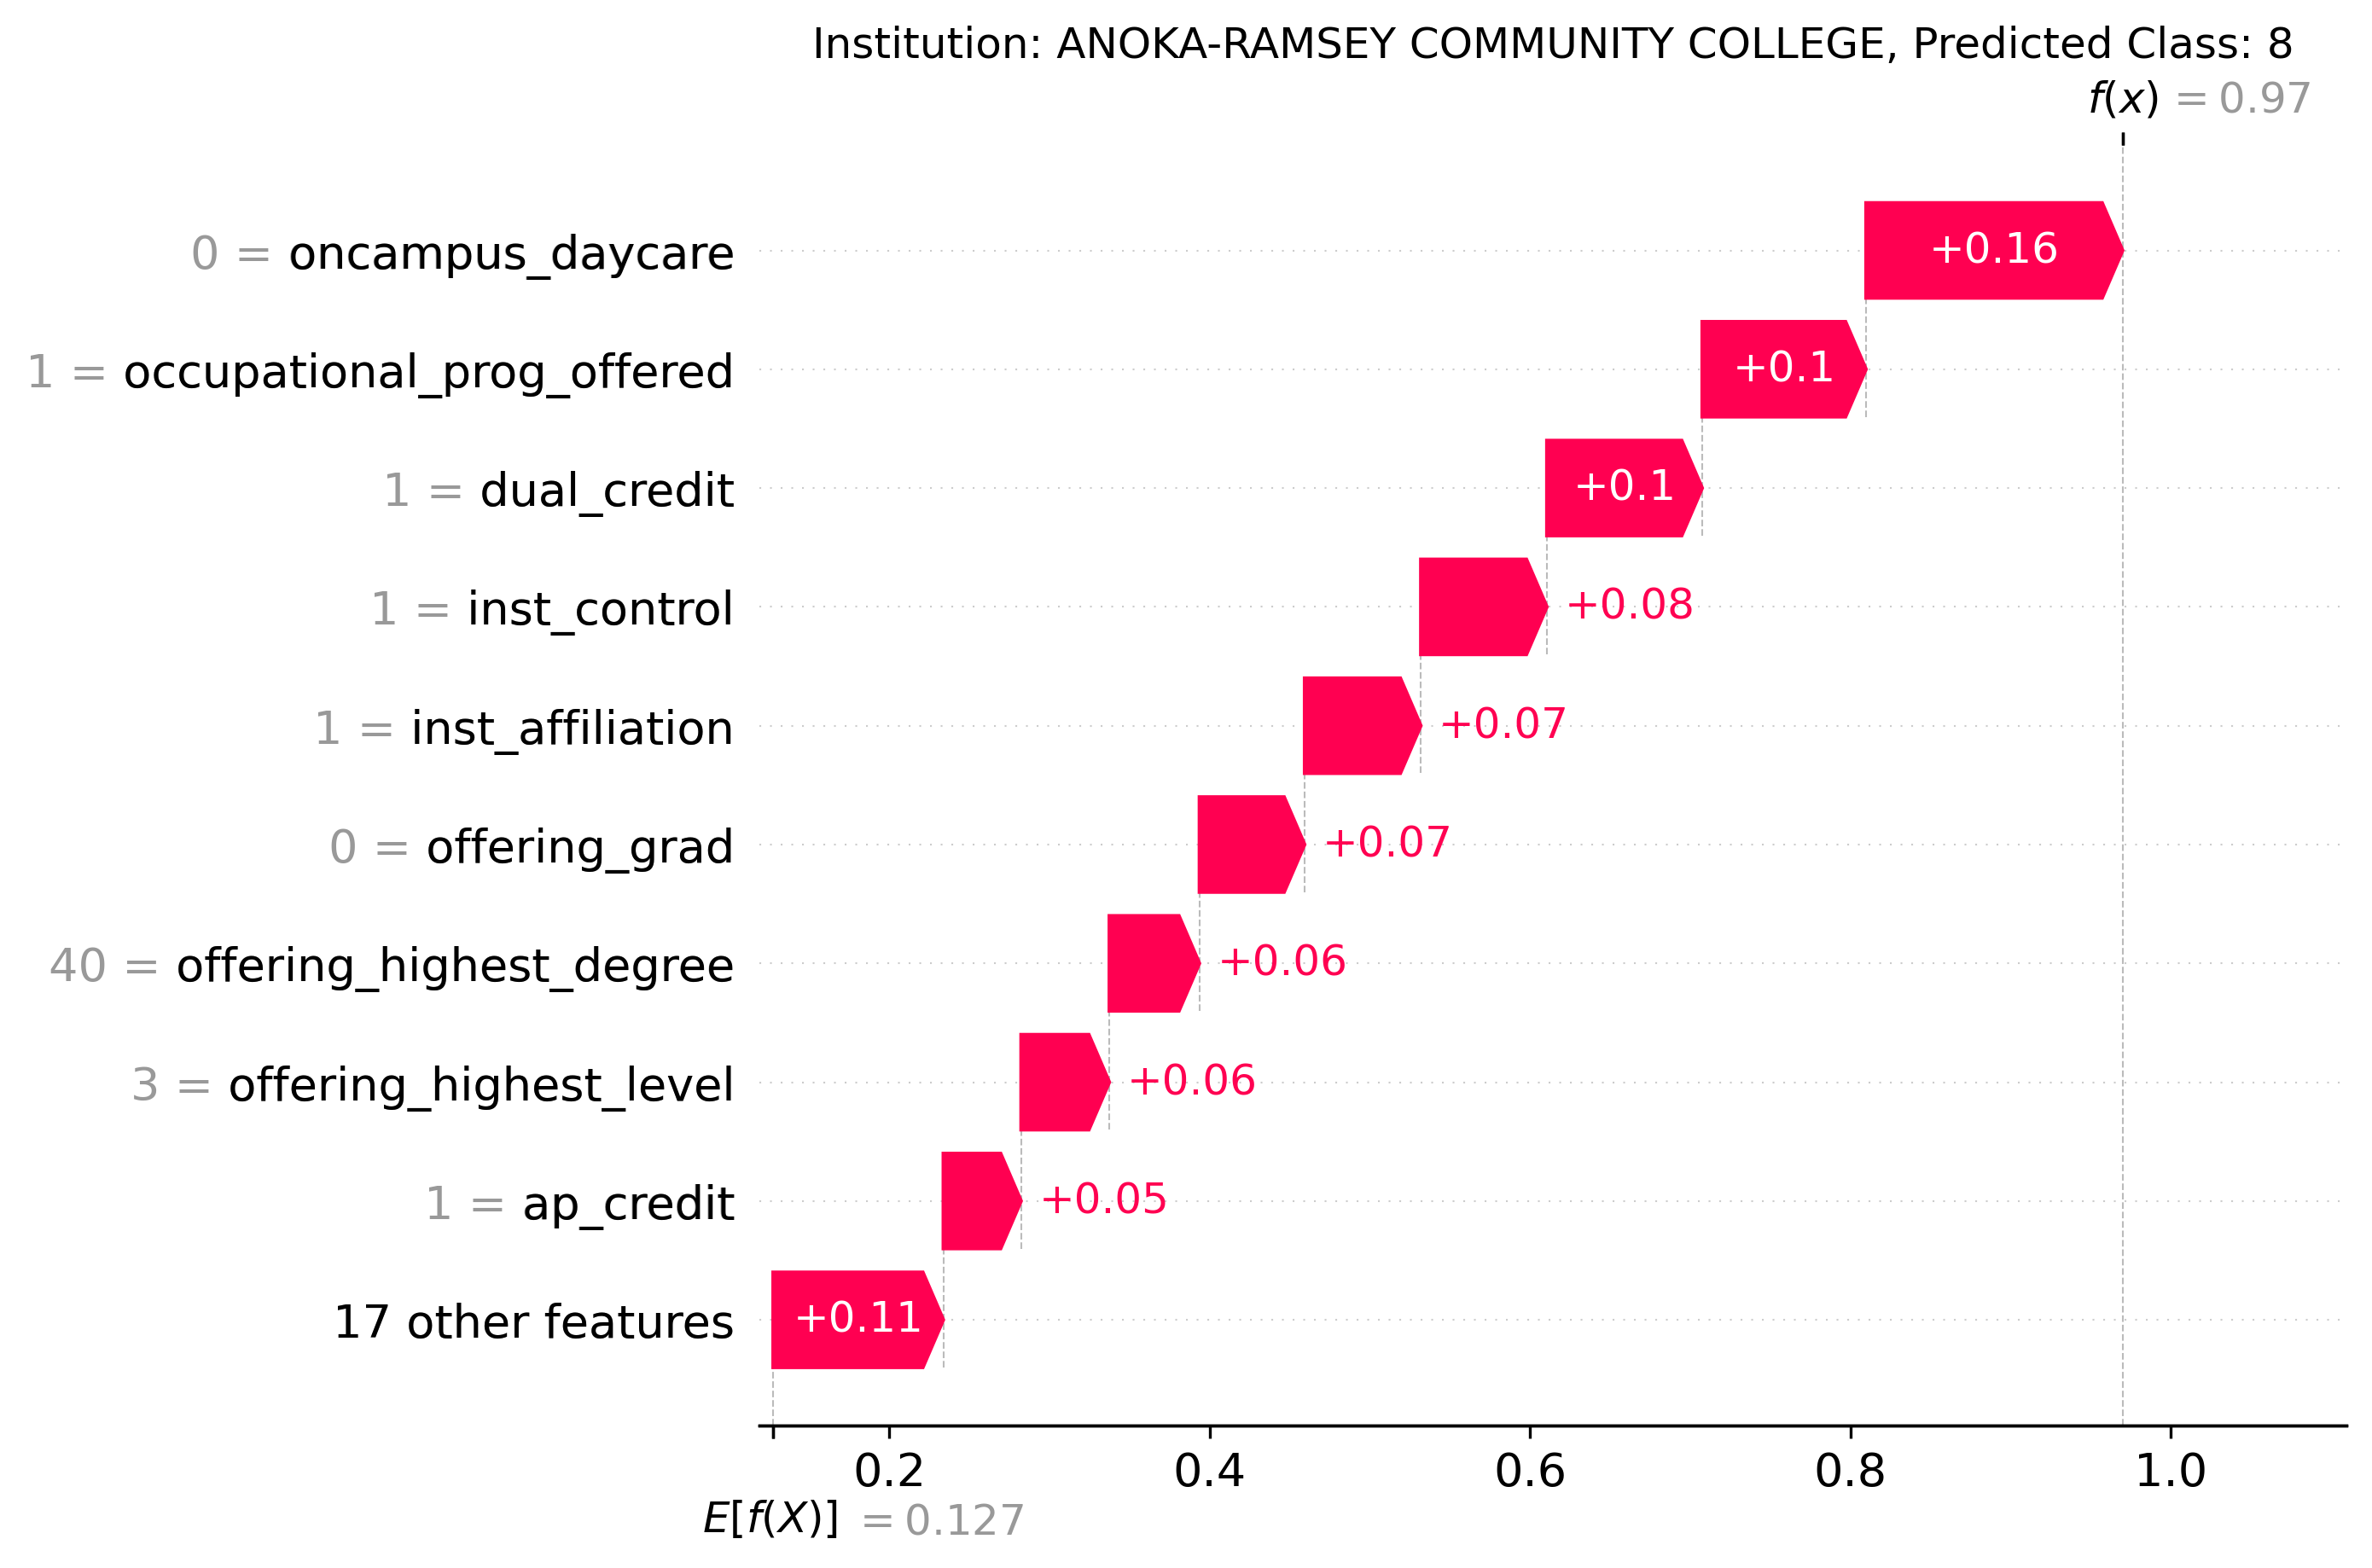 Institution: ANOKA-RAMSEY COMMUNITY COLLEGE, Predicted Class: 8
f(x) = 0.97
0 = oncampus_daycare +0.16
1 = occupational_prog_offered +0.1
1 = dual_credit +0.1
1 = inst_control +0.08
1 = inst_affiliation +0.07
0 = offering_grad +0.07
40 = offering_highest_degree +0.06
3 = offering_highest_level +0.06
1 = ap_credit +0.05
17 other features +0.11
0.2 0.4 0.6 0.8 1.0
E[f(X)] = 0.127